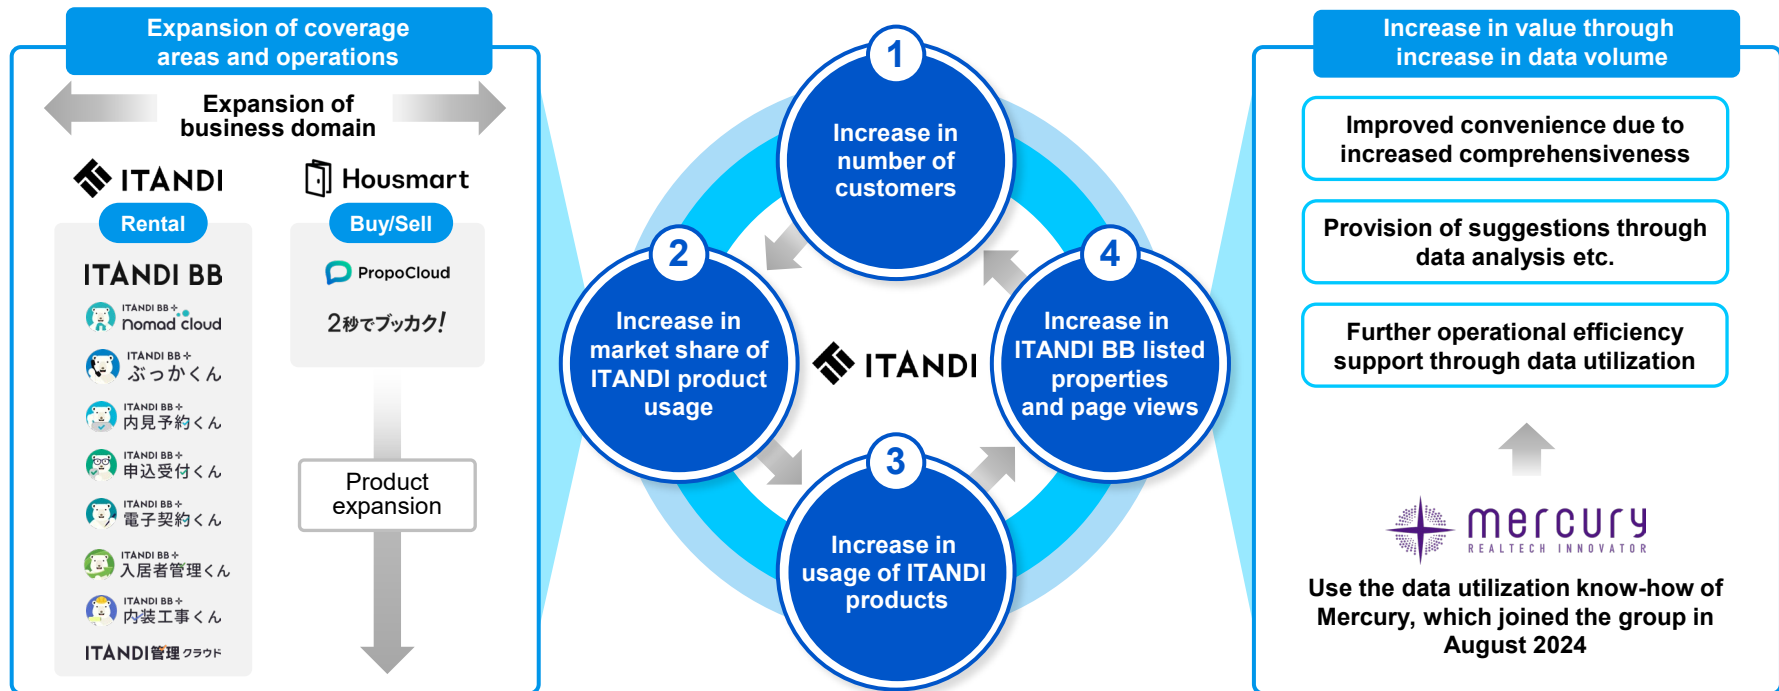 Expansion of coverage
areas and operations
Expansion of
business domain
ITANDI
Rental
ITANDI BB
ITANDI BB +
nomad cloud
ITANDI BB +
ぶっかくん
ITANDI BB +
内見予約くん
ITANDI BB +
申込受付くん
ITANDI BB +
電子契約くん
ITANDI BB +
入居者管理くん
ITANDI BB +
内装工事くん
ITANDI管理クラウド
Housmart
Buy/Sell
PropoCloud
2秒でブッカク!
Product
expansion
1
Increase in
number of
customers
2
Increase in
market share of
ITANDI product
usage
ITANDI
3
Increase in
usage of ITANDI
products
4
Increase in
ITANDI BB listed
properties
and page views
Increase in value through
increase in data volume
Improved convenience due to
increased comprehensiveness
Provision of suggestions through
data analysis etc.
Further operational efficiency
support through data utilization
mercury
REALTECH INNOVATOR
Use the data utilization know-how of
Mercury, which joined the group in
August 2024